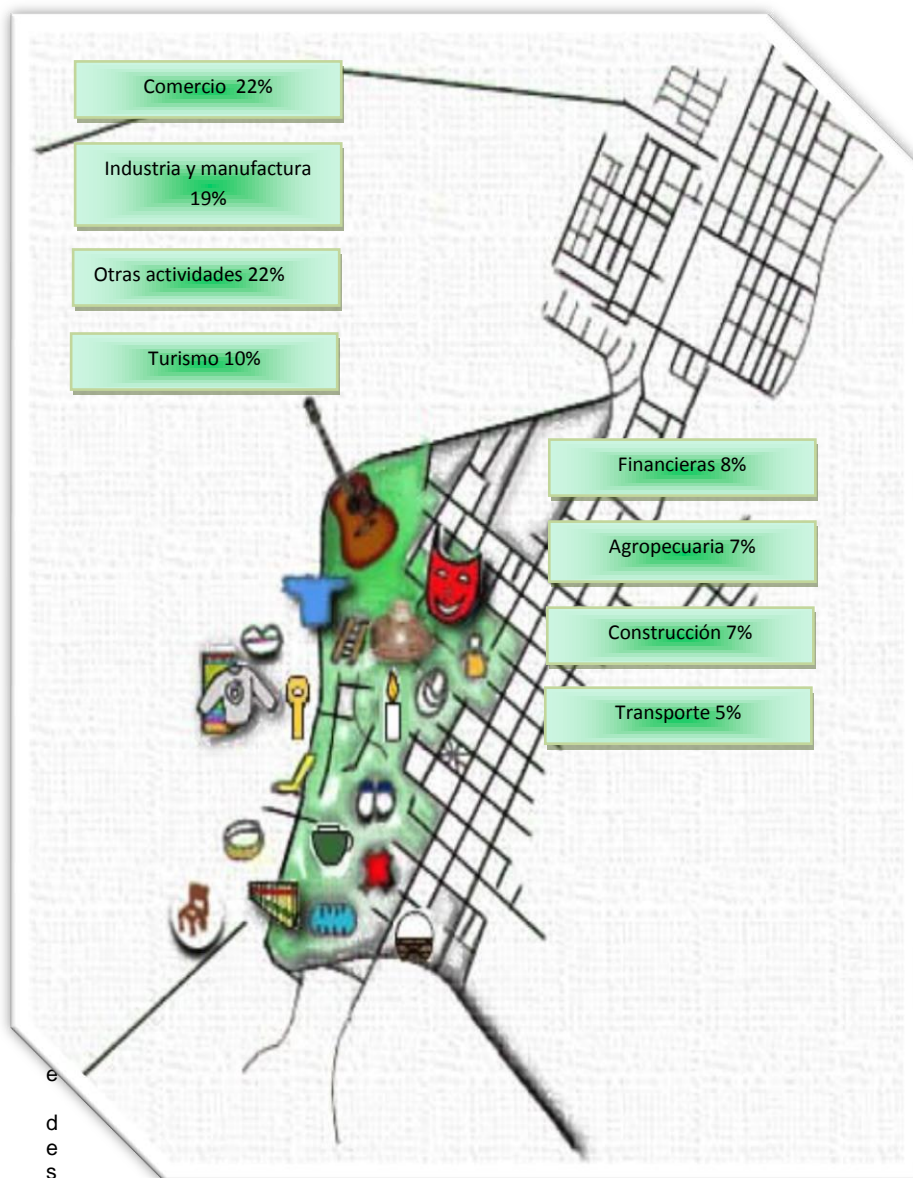 Comercio 22%
Industria y manufactura
19%
Otras actividades 22%
Turismo 10%
Financieras 8%
Agropecuaria 7%
Construcción 7%
Transporte 5%
e
d
e
s